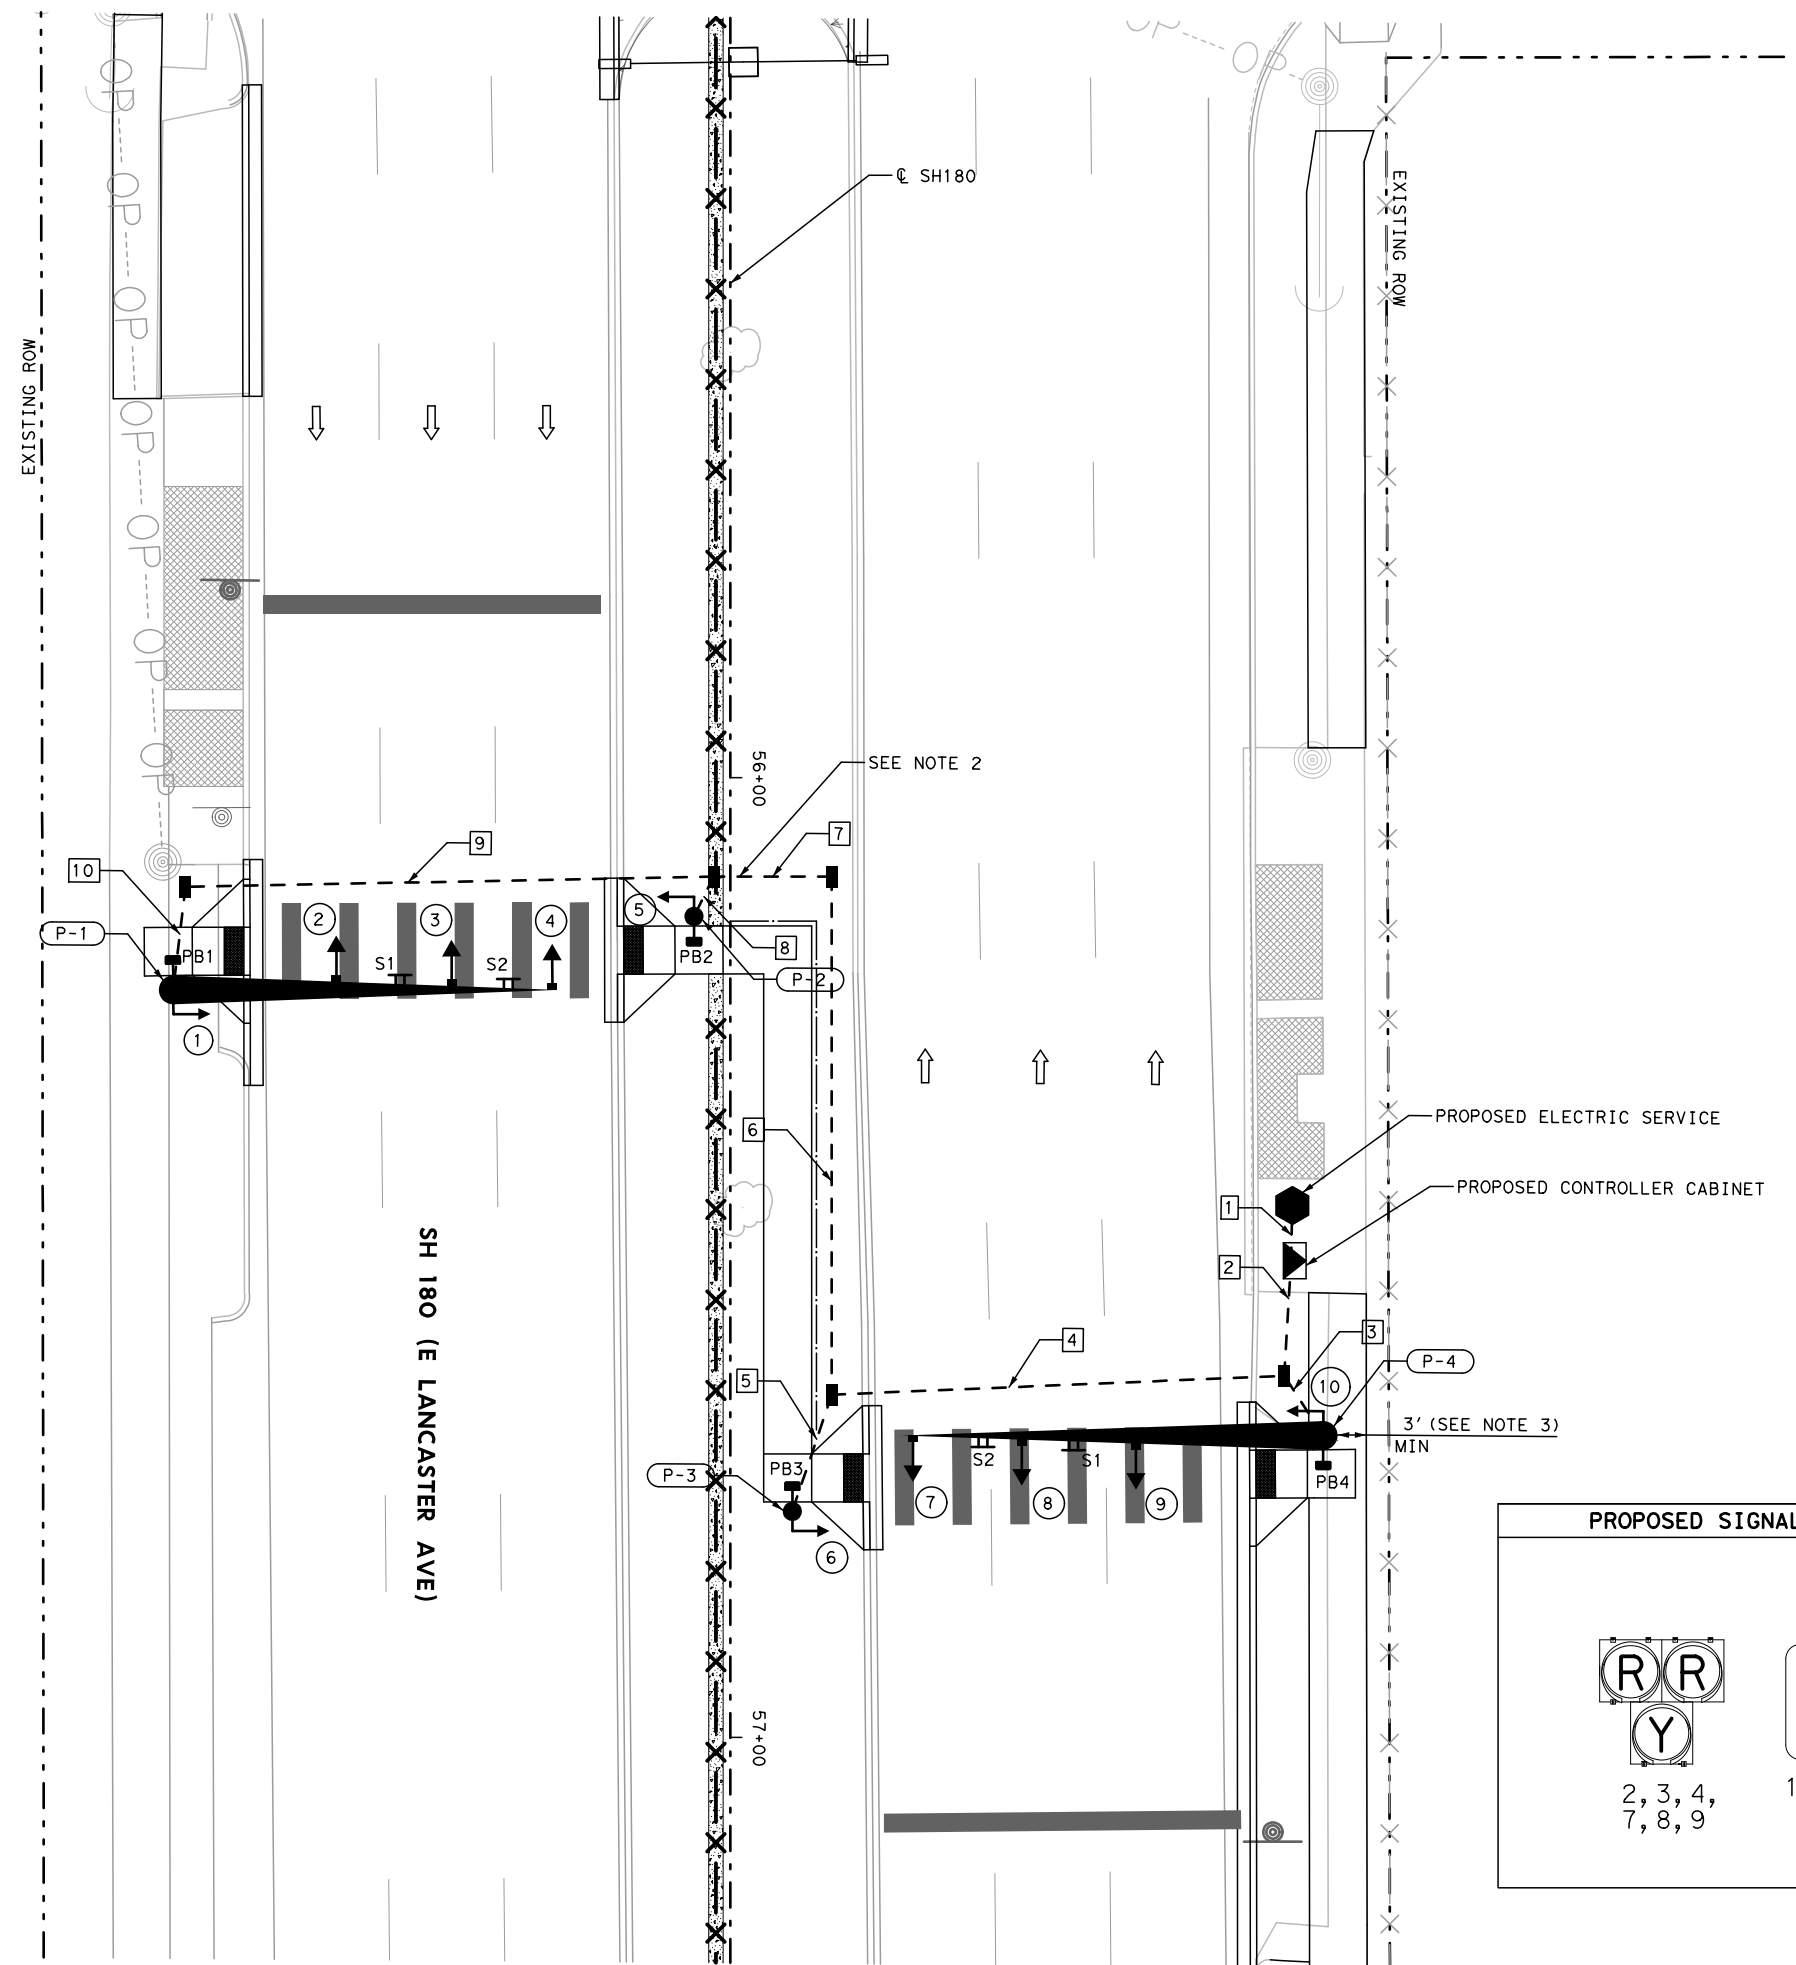 OP
OP
OP
OP
OP
OP
OP
OP
℄ SH180
EXISTING ROW
EXISTING ROW
56+00
SEE NOTE 2
7
9
10
P-1
2
3
4
5
PB1
S1
S2
PB2
8
P-2
1
6
PROPOSED ELECTRIC SERVICE
PROPOSED CONTROLLER CABINET
1
2
SH 180 (E LANCASTER AVE)
4
3
P-4
5
10
3' (SEE NOTE 3)
MIN
P-3
PB3
S2
S1
PB4
7
8
9
6
57+00
PROPOSED SIGNAL
R R
Y
2, 3, 4,
7, 8, 9
1